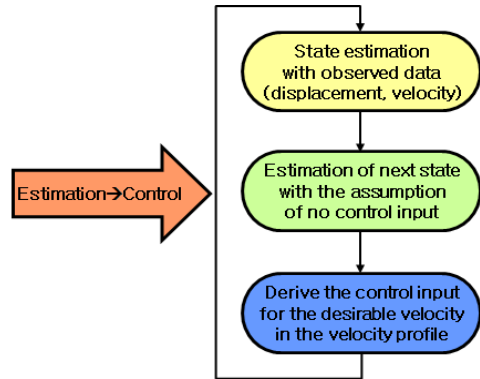 State estimation
with observed data
(displacement, velocity)
Estimation→Control
Estimation of next state
with the assumption
of no control input
Derive the control input
for the desirable velocity
in the velocity profile